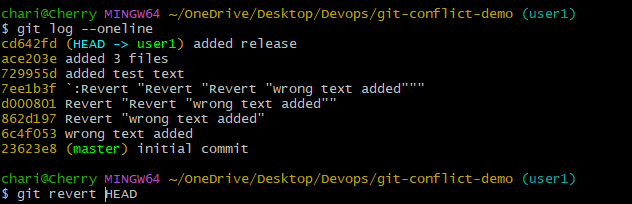 chari@Cherry MINGW64 ~/OneDrive/Desktop/Devops/git-conflict-demo (user1)
$ git log --oneline
cd642fd (HEAD -> user1) added release
ace203e added 3 files
729955d added test text
7ee1b3f `:Revert "Revert "Revert "wrong text added"""
d000801 Revert "Revert "wrong text added""
862d197 Revert "wrong text added"
6c4f053 wrong text added
23623e8 (master) initial commit
chari@Cherry MINGW64 ~/OneDrive/Desktop/Devops/git-conflict-demo (user1)
$ git revert HEAD